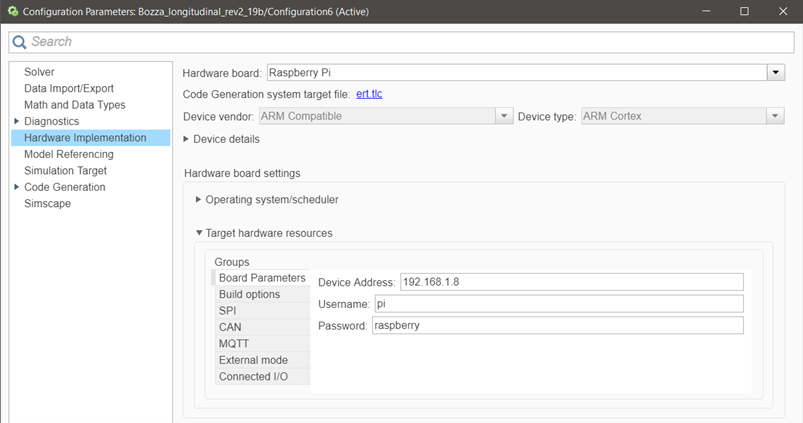 Configuration Parameters: Bozza_longitudinal_rev2_19b/Configuration6 (Active)
Search
Solver
Data Import/Export
Math and Data Types
Diagnostics
Hardware Implementation
Model Referencing
Simulation Target
Code Generation
Simscape
Hardware board: Raspberry Pi
Code Generation system target file: ert.tlc
Device vendor: ARM Compatible Device type: ARM Cortex
Device details
Hardware board settings
Operating system/scheduler
Target hardware resources
Groups
Board Parameters
Build options
SPI
CAN
MQTT
External mode
Connected I/O
Device Address: 192.168.1.8
Username: pi
Password: raspberry